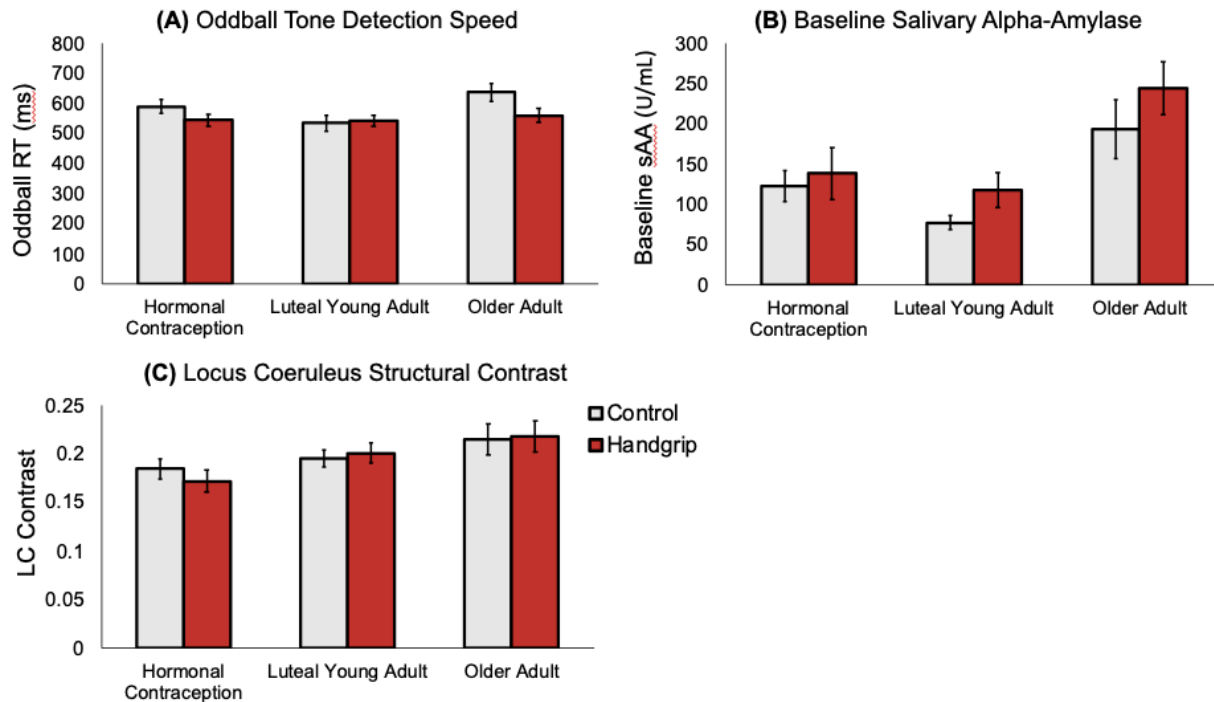 (A) Oddball Tone Detection Speed
Oddball RT (ms)
800
700
600
500
400
300
200
100
0
Hormonal
Contraception
Luteal Young Adult
Older Adult
(B) Baseline Salivary Alpha-Amylase
Baseline sAA (U/mL)
300
250
200
150
100
50
0
Hormonal
Contraception
Luteal Young Adult
Older Adult
(C) Locus Coeruleus Structural Contrast
LC Contrast
0.25
0.2
0.15
0.1
0.05
0
Hormonal
Contraception
Luteal Young Adult
Older Adult
Control
Handgrip